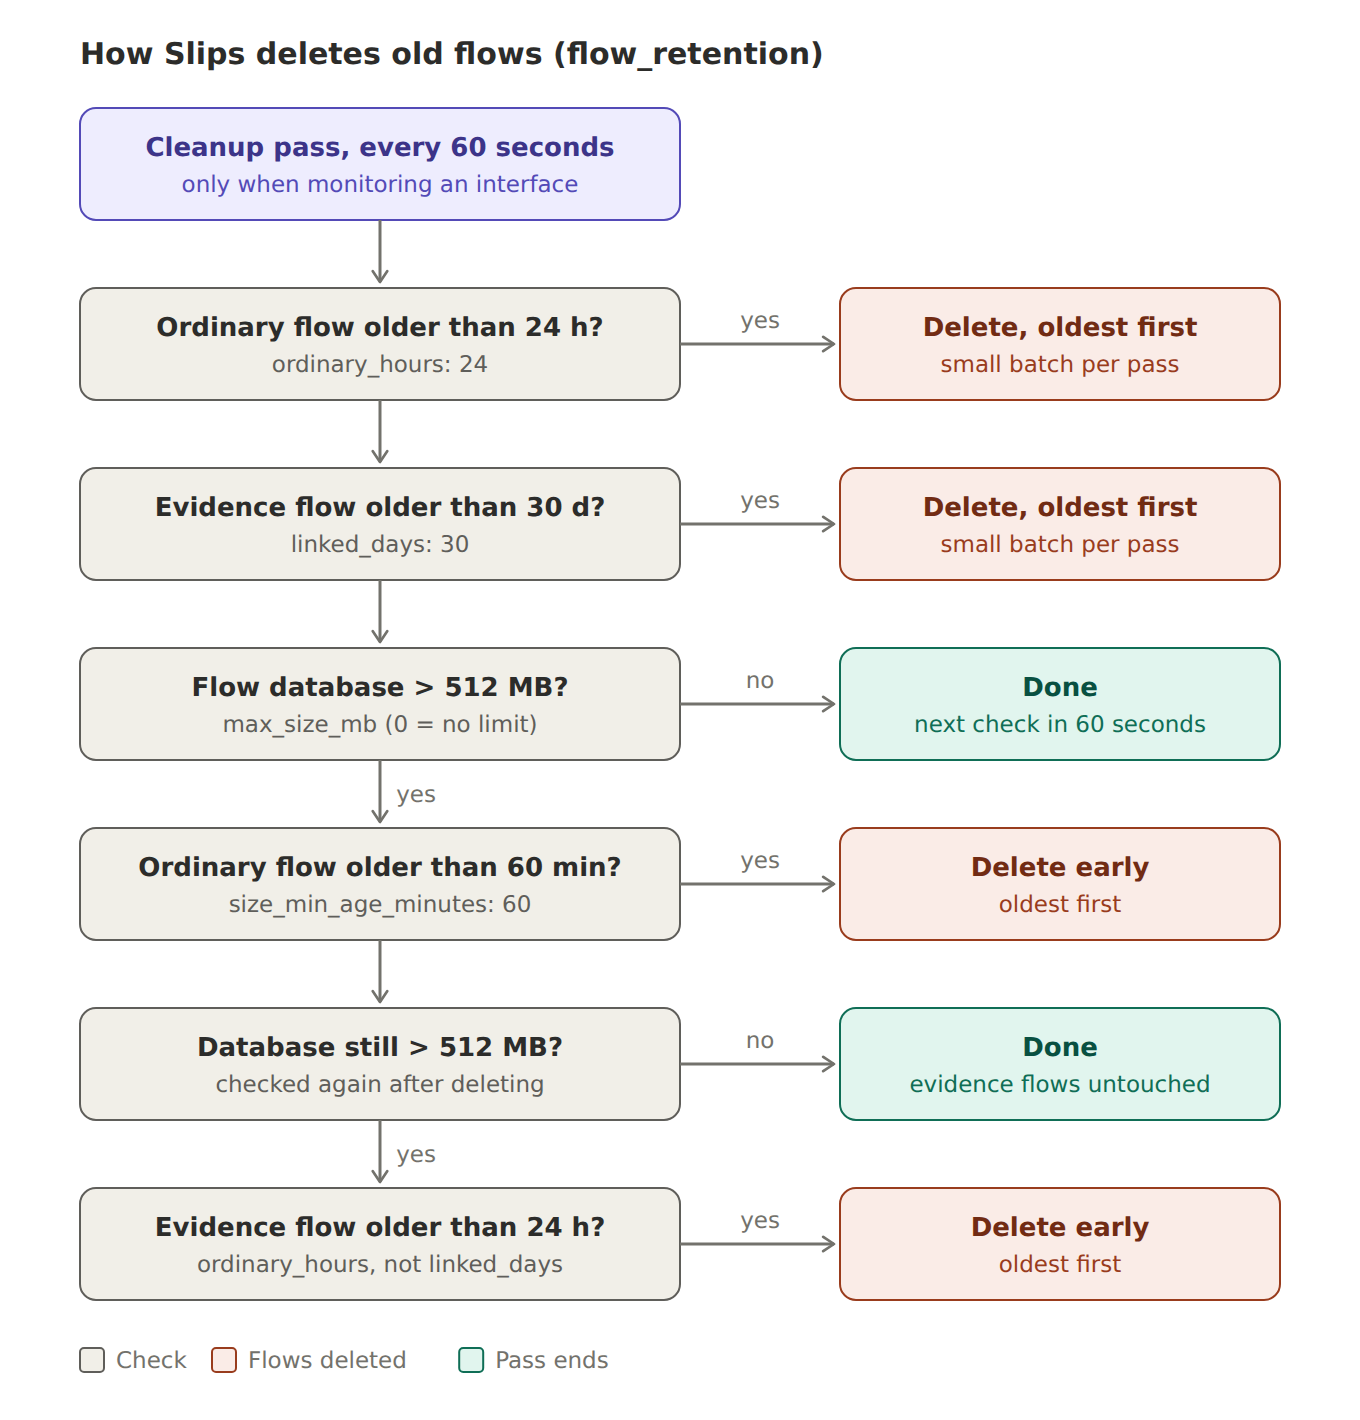 How Slips deletes old flows (flow_retention)
Cleanup pass, every 60 seconds
only when monitoring an interface
Ordinary flow older than 24 h?
ordinary_hours: 24
yes
Delete, oldest first
small batch per pass
Evidence flow older than 30 d?
linked_days: 30
yes
Delete, oldest first
small batch per pass
Flow database > 512 MB?
max_size_mb (0 = no limit)
no
Done
next check in 60 seconds
yes
Ordinary flow older than 60 min?
size_min_age_minutes: 60
yes
Delete early
oldest first
Database still > 512 MB?
checked again after deleting
no
Done
evidence flows untouched
yes
Evidence flow older than 24 h?
ordinary_hours, not linked_days
yes
Delete early
oldest first
Check
Flows deleted
Pass ends